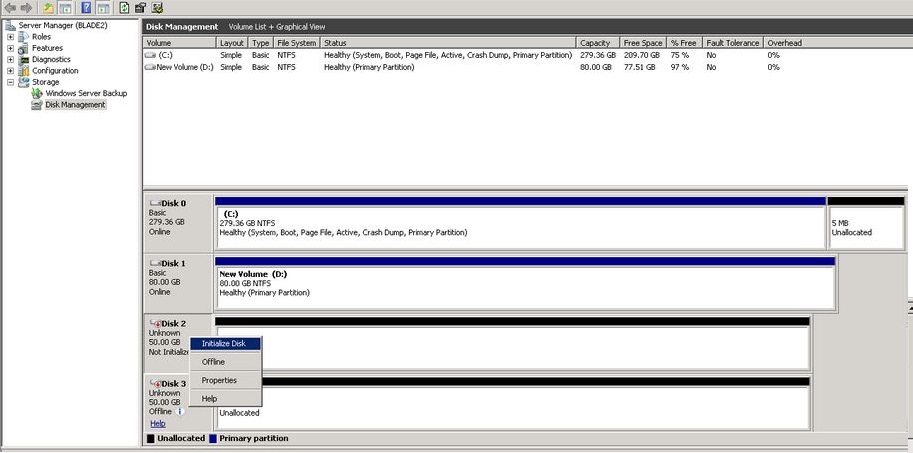 Server Manager (BLADE2)
Roles
Features
Diagnostics
Configuration
Storage
Windows Server Backup
Disk Management
Disk Management Volume List + Graphical View
Volume Layout Type File System Status Capacity Free Space % Free Fault Tolerance Overhead
(C:) Simple Basic NTFS Healthy (System, Boot, Page File, Active, Crash Dump, Primary Partition) 279.36 GB 209.70 GB 75 % No 0%
New Volume (D:) Simple Basic NTFS Healthy (Primary Partition) 80.00 GB 77.51 GB 97 % No 0%
Disk 0
Basic
279.36 GB
Online
(C:)
279.36 GB NTFS
Healthy (System, Boot, Page File, Active, Crash Dump, Primary Partition)
5 MB
Unallocated
Disk 1
Basic
80.00 GB
Online
New Volume (D:)
80.00 GB NTFS
Healthy (Primary Partition)
Disk 2
Unknown
50.00 GB
Not Initialize
Initialize Disk
Offline
Properties
Help
Disk 3
Unknown
50.00 GB
Offline
Help
Unallocated
Unallocated Primary partition